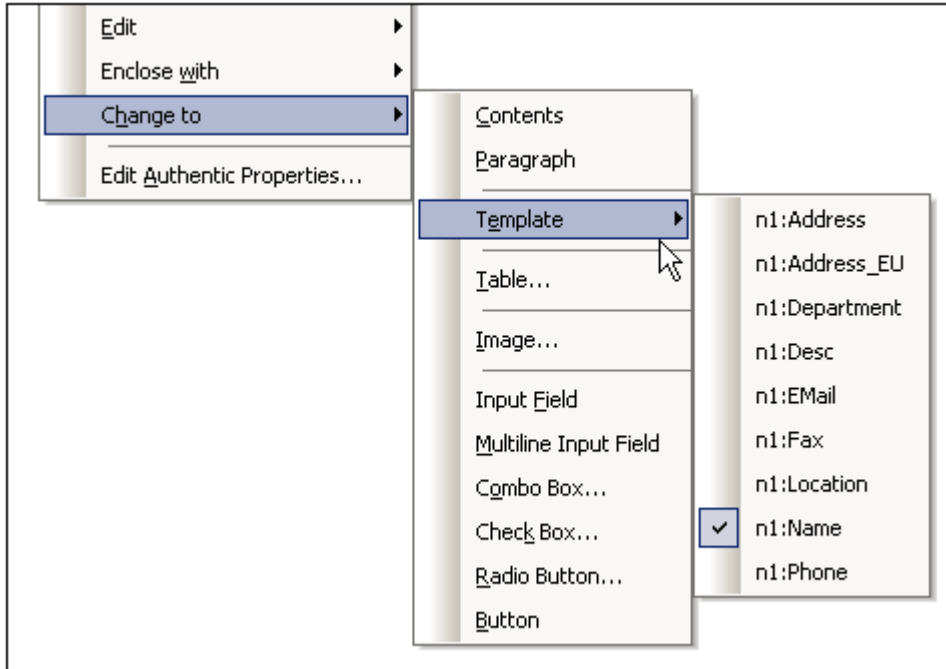 Edit
Enclose with
Change to
Edit Authentic Properties...
Contents
Paragraph
Template
Table...
Image...
Input Field
Multiline Input Field
Combo Box...
Check Box...
Radio Button...
Button
n1:Address
n1:Address_EU
n1:Department
n1:Desc
n1:EMail
n1:Fax
n1:Location
n1:Name
n1:Phone